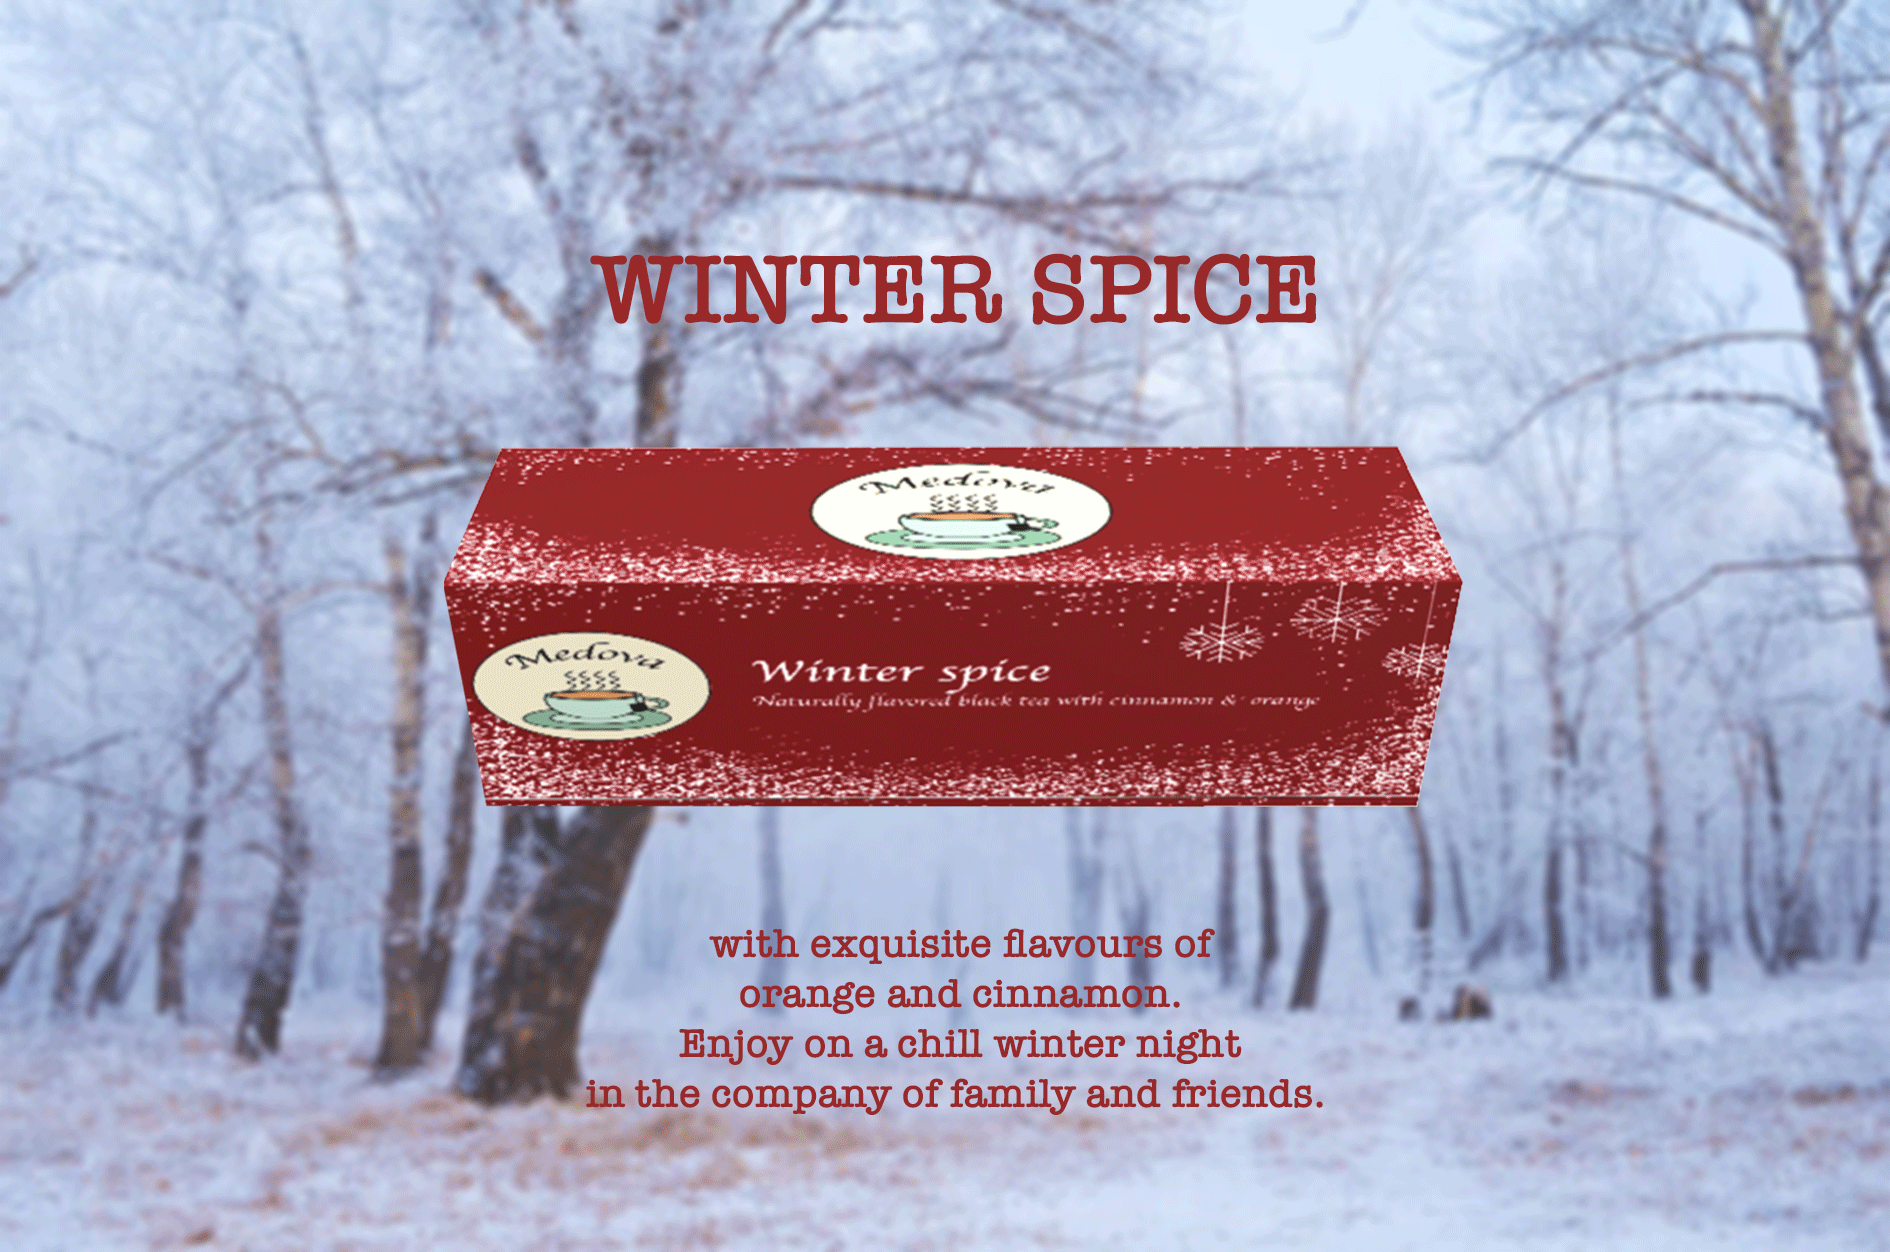 WINTER SPICE
Medova
Medova
Winter spice
Naturally flavored black tea with cinnamon & orange
with exquisite flavours of
orange and cinnamon.
Enjoy on a chill winter night
in the company of family and friends.